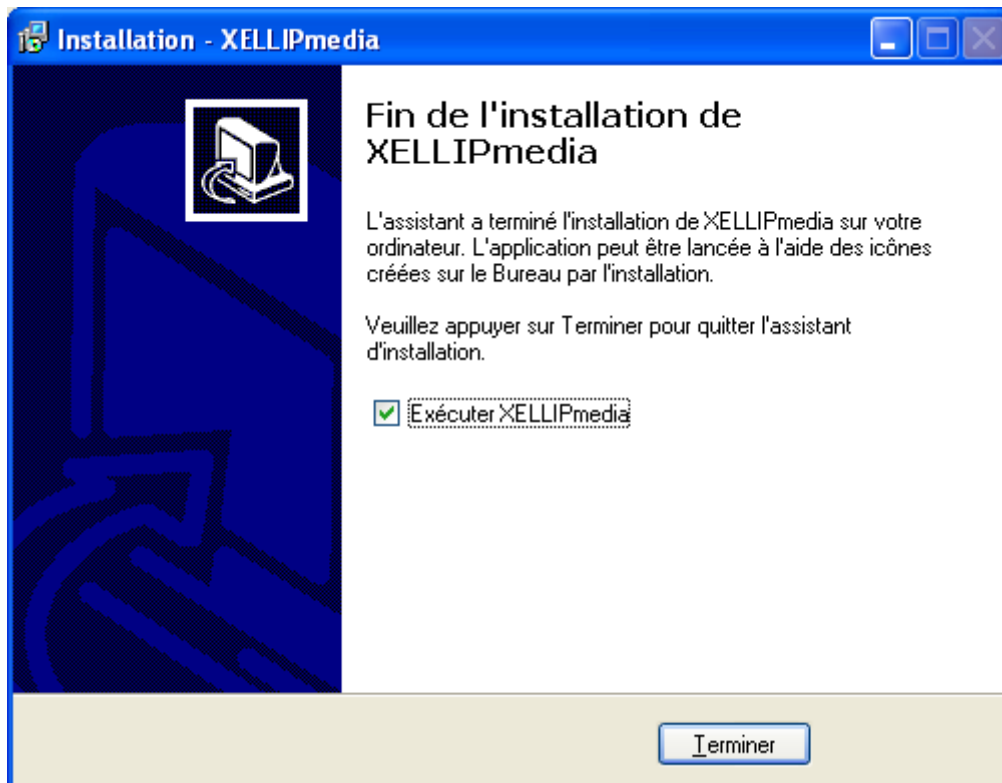 Installation - XELLIPmedia
Fin de l'installation de
XELLIPmedia
L'assistant a terminé l'installation de XELLIPmedia sur votre
ordinateur. L'application peut être lancée à l'aide des icônes
créées sur le Bureau par l'installation.
Veuillez appuyer sur Terminer pour quitter l'assistant
d'installation.
Exécuter XELLIPmedia
Terminer